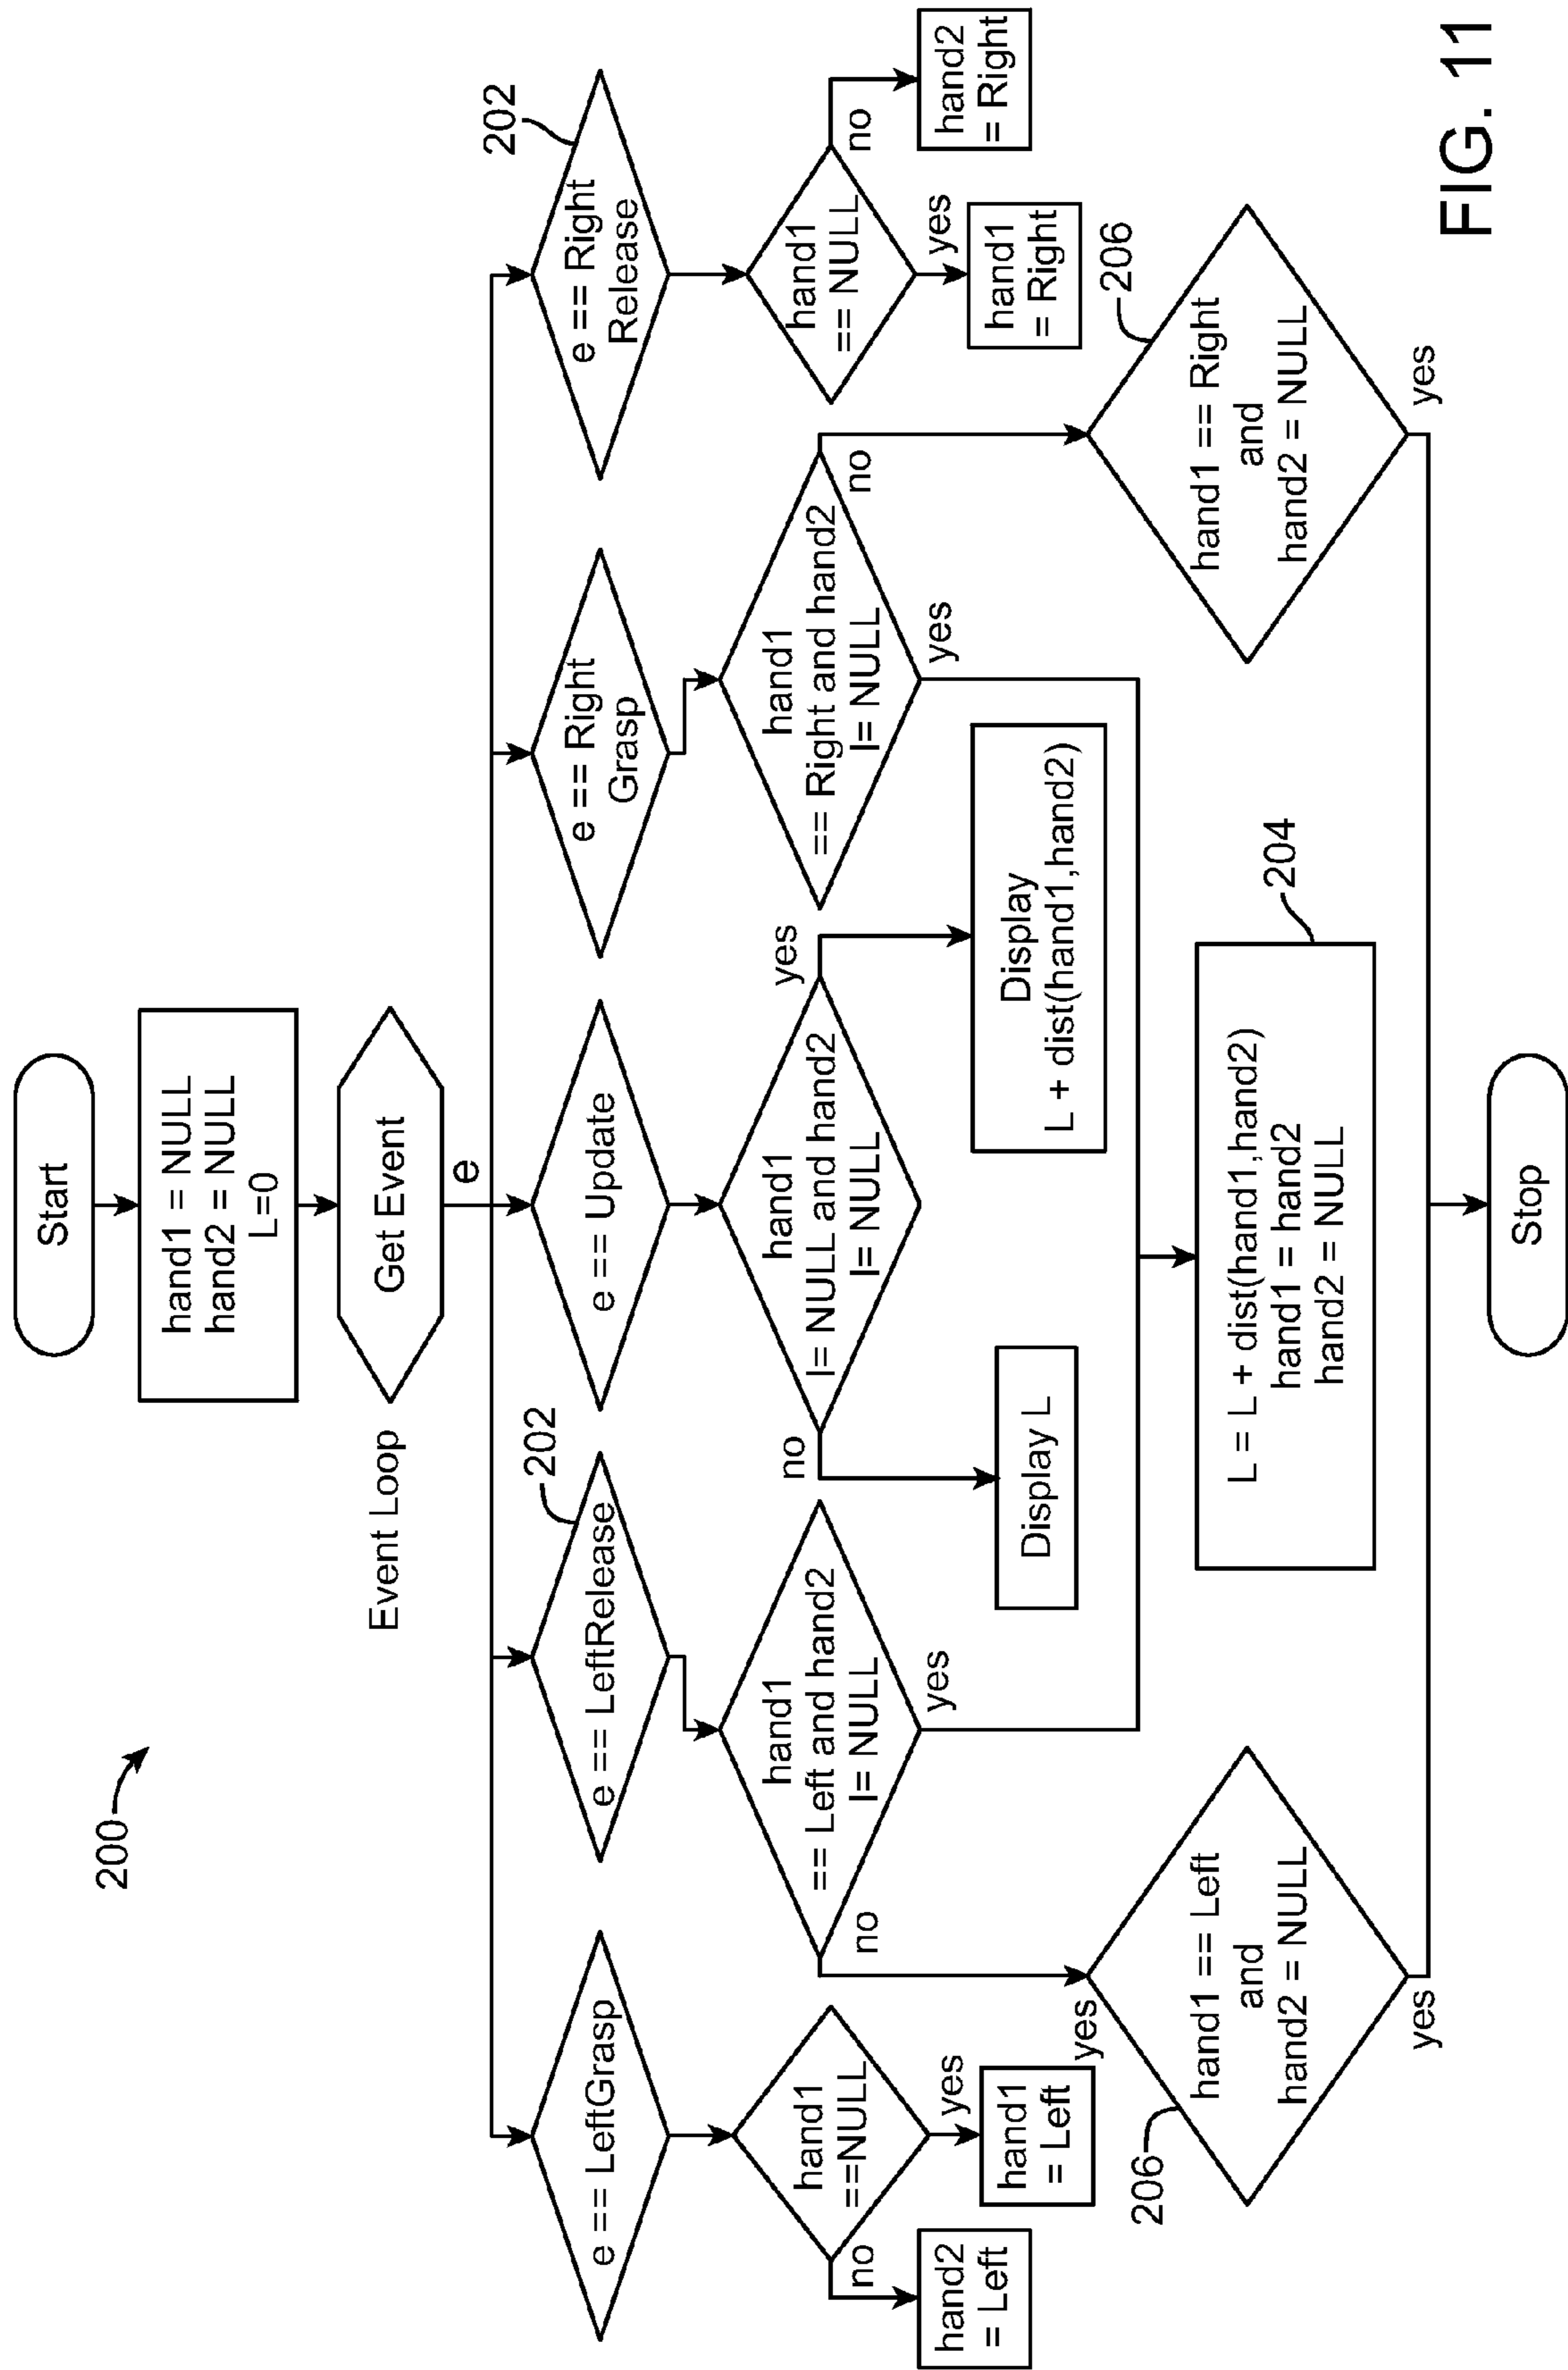 200
Start
hand1 = NULL
hand2 = NULL
L=0
Event Loop
Get Event
e
e == LeftGrasp
202
e == LeftRelease
e == Update
e == Right
Grasp
202
e == Right
Release
hand1
==NULL
no
yes
hand2
= Left
hand1
= Left
hand1
== Left and hand2
!= NULL
no
yes
hand1
!= NULL and hand2
!= NULL
no
yes
Display L
Display
L + dist(hand1,hand2)
hand1
== Right and hand2
!= NULL
yes
no
hand1
== NULL
yes
no
hand1
= Right
hand2
= Right
206
yes
hand1 == Left
and
hand2 = NULL
yes
204
L = L + dist(hand1,hand2)
hand1 = hand2
hand2 = NULL
206
hand1 == Right
and
hand2 = NULL
yes
Stop
FIG. 11